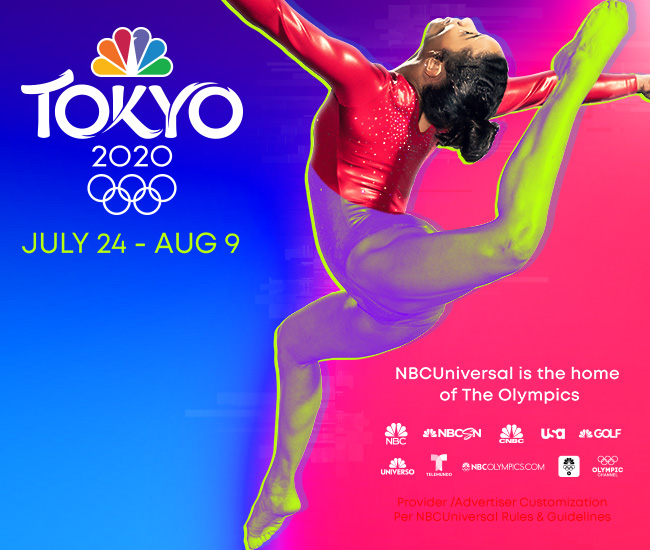 TOKYO
2020
JULY 24 - AUG 9
NBCUniversal is the home
of The Olympics
NBC NBCSN CNBC USA GOLF
UNIVERSO TELEMUNDO NBCOLYMPICS.COM OLYMPIC
CHANNEL
Provider /Advertiser Customization
Per NBCUniversal Rules & Guidelines